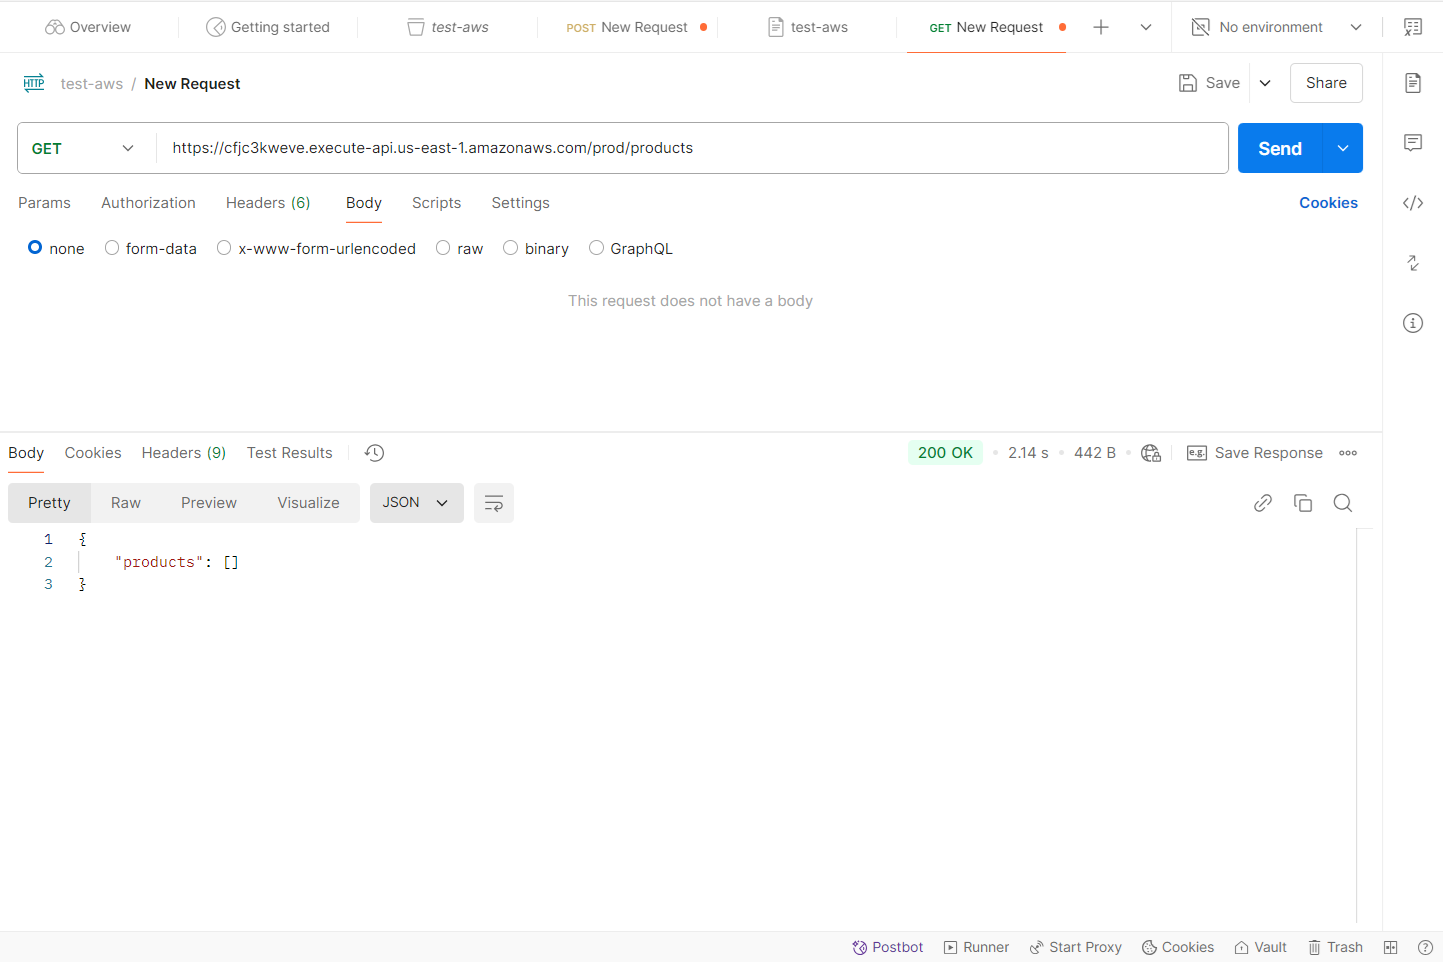 Overview
Getting started
test-aws
POST New Request
test-aws
GET New Request
No environment
HTTP test-aws / New Request
Save
Share
GET
https://cfjc3kweve.execute-api.us-east-1.amazonaws.com/prod/products
Send
Params Authorization Headers (6) Body Scripts Settings
Cookies
none form-data x-www-form-urlencoded raw binary GraphQL
This request does not have a body
Body Cookies Headers (9) Test Results
200 OK • 2.14 s • 442 B
e.g. Save Response
Pretty Raw Preview Visualize JSON
1 {
2 "products": []
3 }
Postbot Runner Start Proxy Cookies Vault Trash